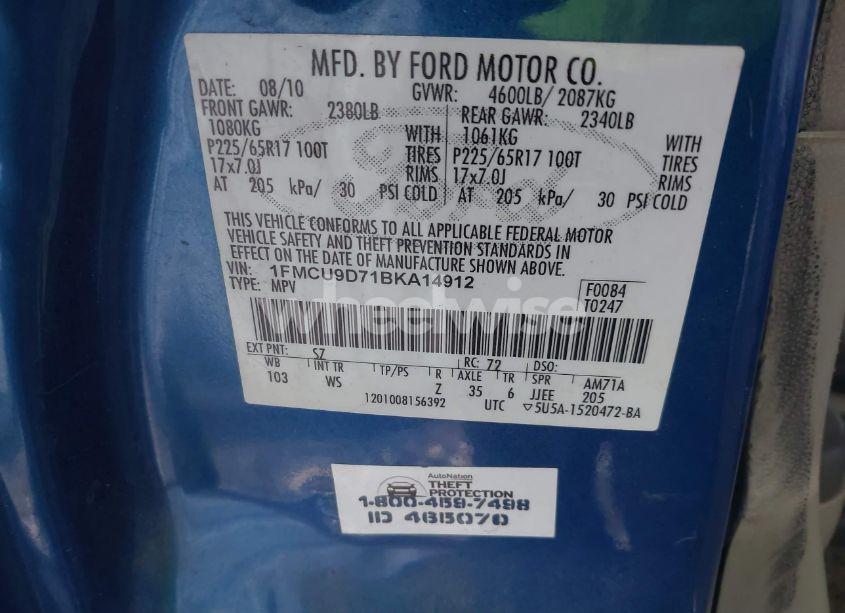 MFD. BY FORD MOTOR CO.
DATE: 08/10 GVWR: 4600LB/ 2087KG
FRONT GAWR: 2380LB REAR GAWR: 2340LB
1080KG WITH 1061KG WITH
P225/65R17 100T TIRES P225/65R17 100T TIRES
17x7.0J RIMS 17x7.0J RIMS
AT 205 kPa/ 30 PSI COLD AT 205 kPa/ 30 PSI COLD
Ford
THIS VEHICLE CONFORMS TO ALL APPLICABLE FEDERAL MOTOR
VEHICLE SAFETY AND THEFT PREVENTION STANDARDS IN
EFFECT ON THE DATE OF MANUFACTURE SHOWN ABOVE.
VIN: 1FMCU9D71BKA14912
TYPE: MPV
F0084
T0247
wheelwise
EXT PNT: SZ RC: 72 DSO:
WB INT TR TP/PS R AXLE TR SPR AM71A
103 WS Z 35 6 JJEE 205
1201008156392 UTC ▽5U5A-1520472-BA
AutoNation
THEFT
PROTECTION
1-800-459-7498
ID 4615070